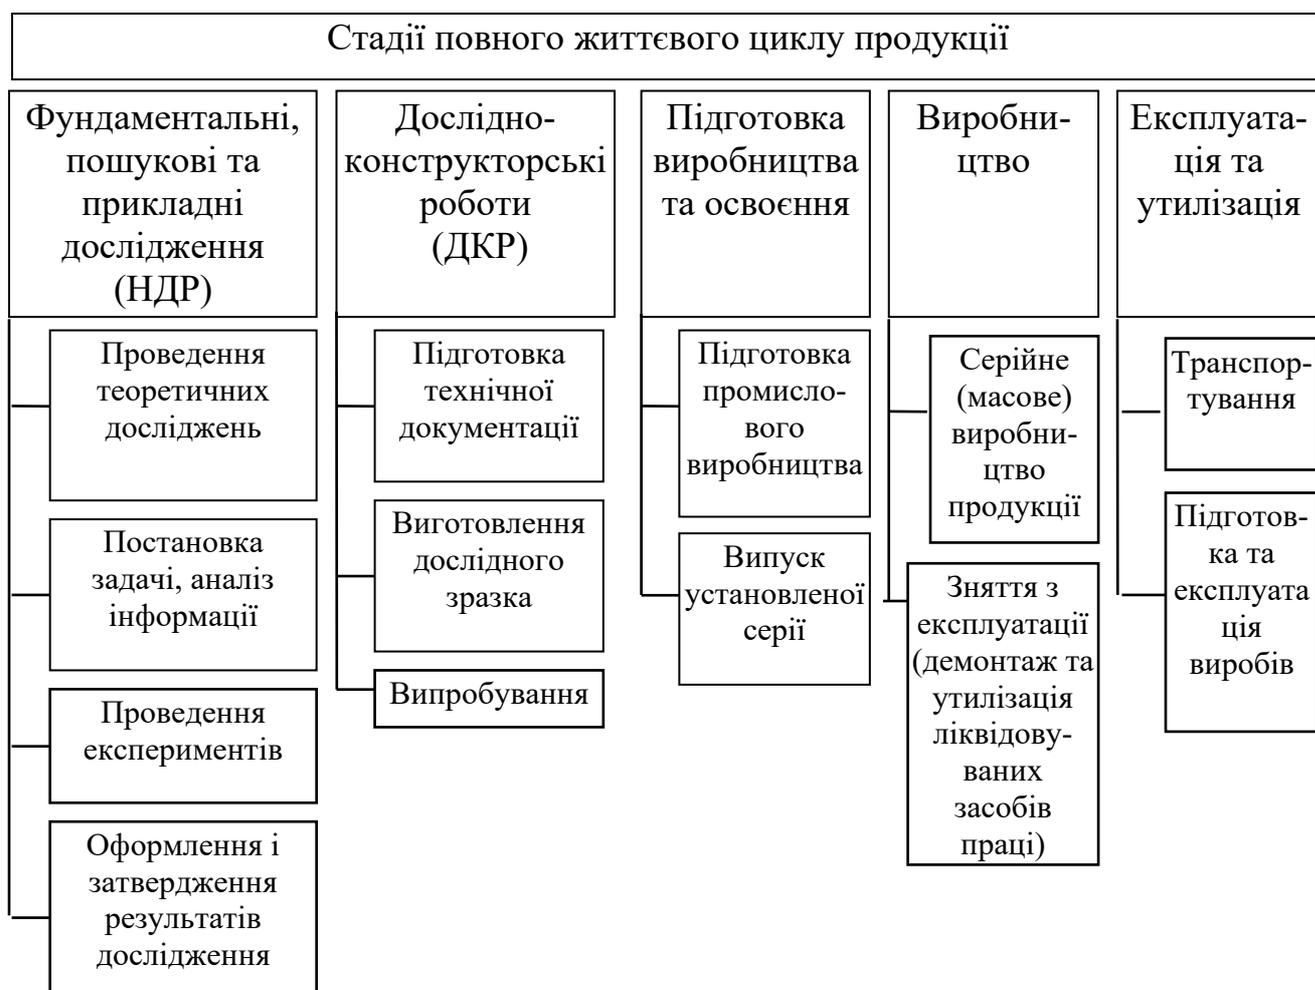 Стадії повного життєвого циклу продукції
Фундаментальні,
пошукові та
прикладні
дослідження
(НДР)
Дослідно-
конструкторські
роботи
(ДКР)
Підготовка
виробництва
та освоєння
Виробни-
цтво
Експлуата-
ція та
утилізація
Проведення
теоретичних
досліджень
Постановка
задачі, аналіз
інформації
Проведення
експериментів
Оформлення і
затвердження
результатів
дослідження
Підготовка
технічної
документації
Виготовлення
дослідного
зразка
Випробування
Підготовка
промисло-
вого
виробництва
Випуск
установленої
серії
Серійне
(масове)
виробни-
цтво
продукції
Зняття з
експлуатації
(демонтаж та
утилізація
ліквідову-
ваних
засобів
праці)
Транспор-
тування
Підготов-
ка та
експлуата
ція
виробів